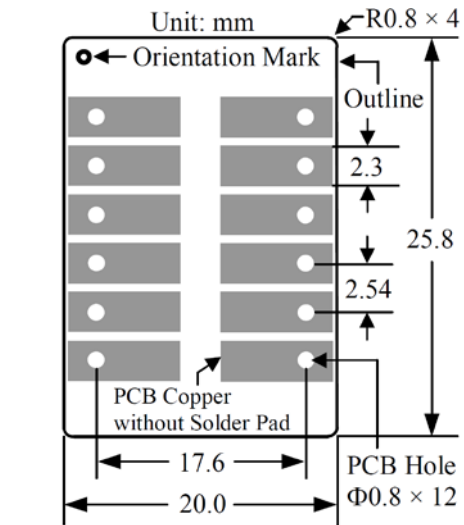 Unit: mm
R0.8 × 4
Orientation Mark
Outline
2.3
25.8
2.54
PCB Copper
without Solder Pad
17.6
PCB Hole
20.0
Φ0.8 × 12